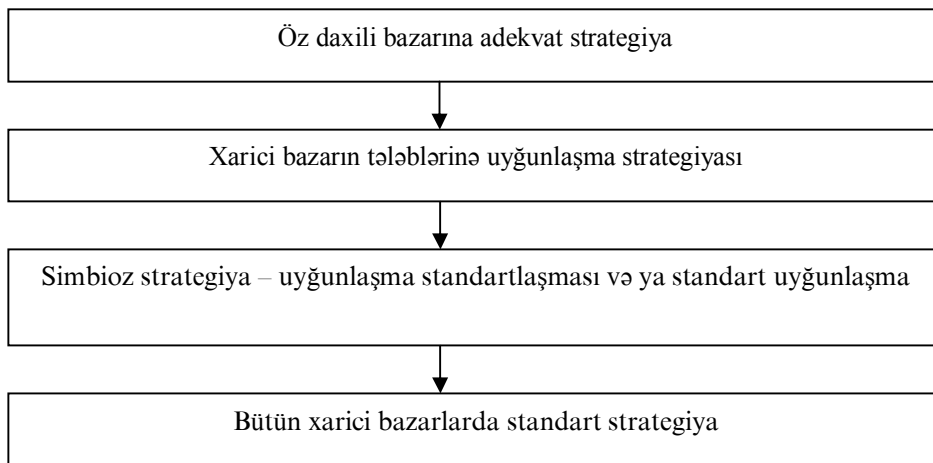 Öz daxili bazarına adekvat strategiya
Xarici bazarın tələblərinə uyğunlaşma strategiyası
Simbioz strategiya – uyğunlaşma standartlaşması və ya standart uyğunlaşma
Bütün xarici bazarlarda standart strategiya